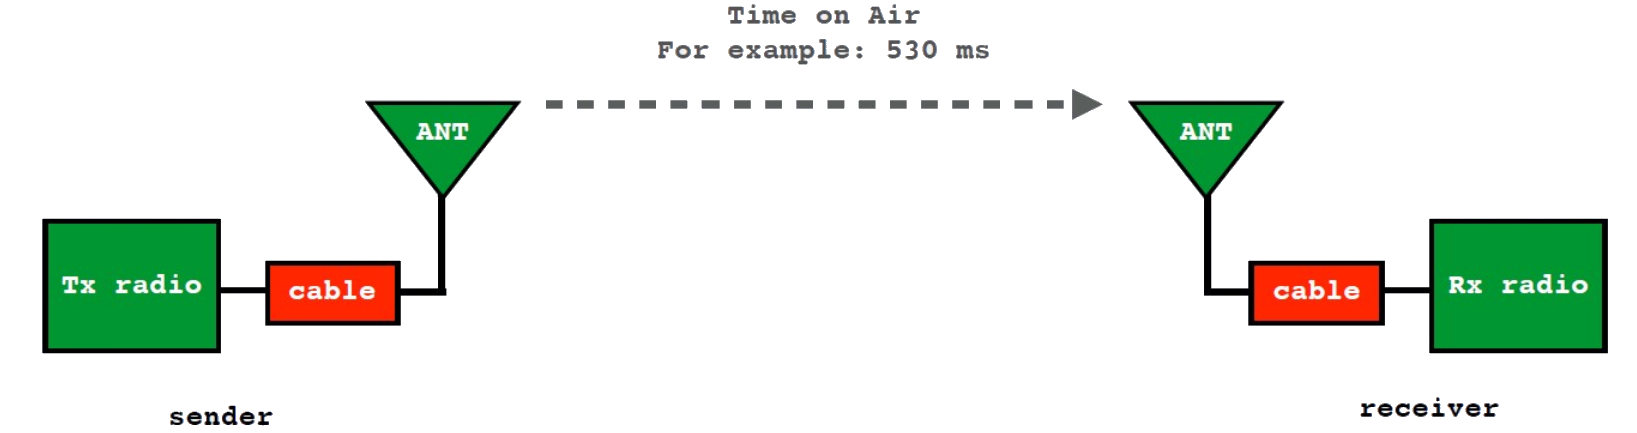 Time on Air
For example: 530 ms
ANT
ANT
Tx radio
cable
cable
Rx radio
sender
receiver